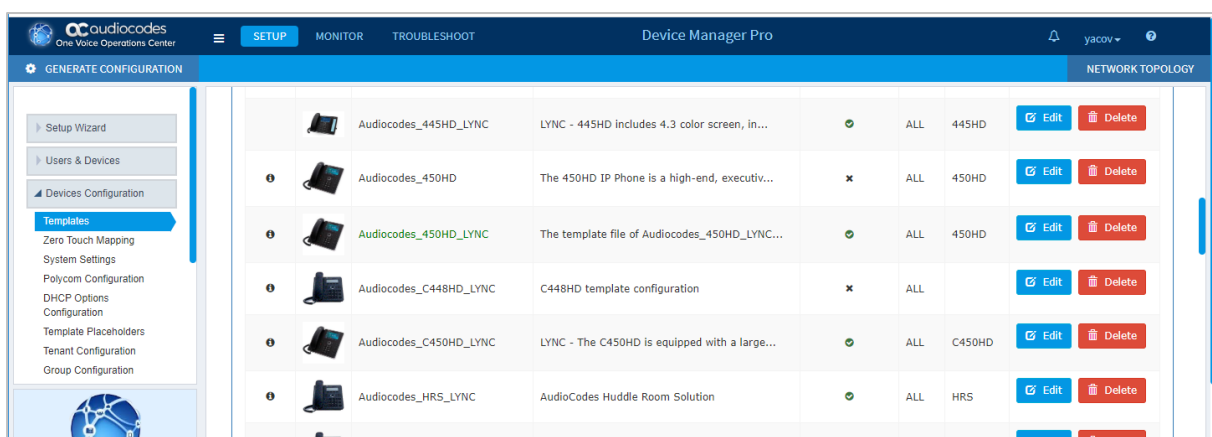 audiocodes
One Voice Operations Center
SETUP MONITOR TROUBLESHOOT Device Manager Pro yacov
GENERATE CONFIGURATION NETWORK TOPOLOGY
Setup Wizard
Users & Devices
Devices Configuration
Templates
Zero Touch Mapping
System Settings
Polycom Configuration
DHCP Options
Configuration
Template Placeholders
Tenant Configuration
Group Configuration
Audiocodes_445HD_LYNC LYNC - 445HD includes 4.3 color screen, in... ALL 445HD Edit Delete
Audiocodes_450HD The 450HD IP Phone is a high-end, executiv... ALL 450HD Edit Delete
Audiocodes_450HD_LYNC The template file of Audiocodes_450HD_LYNC... ALL 450HD Edit Delete
Audiocodes_C448HD_LYNC C448HD template configuration ALL Edit Delete
Audiocodes_C450HD_LYNC LYNC - The C450HD is equipped with a large... ALL C450HD Edit Delete
Audiocodes_HRS_LYNC AudioCodes Huddle Room Solution ALL HRS Edit Delete